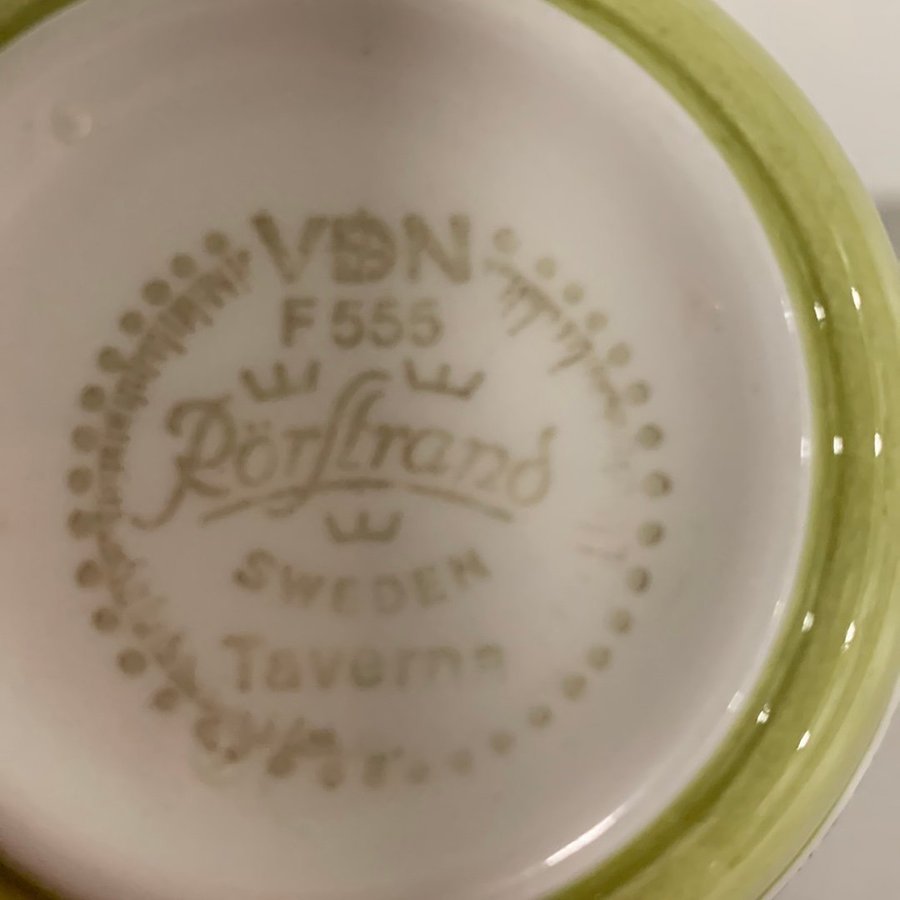 VDN
F 555
Rörstrand
SWEDEN
Taverna